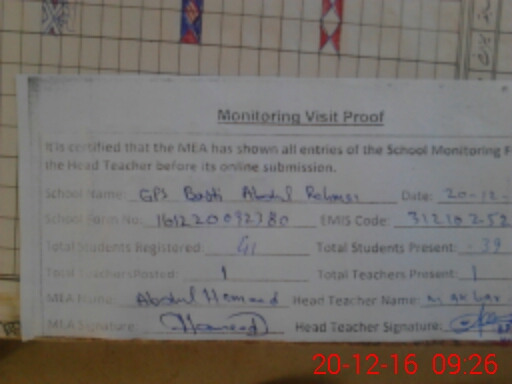 Monitoring Visit Proof
It is certified that the MEA has shown all entries of the School Monitoring F
the Head Teacher before its online submission.
School Name: GPS Basti Abdul Rehman Date: 20-12-
School Form No. 161220092380 EMIS Code: 31210252
Total Students Registered: 41 Total Students Present: 39
Total Teachers Posted: 1 Total Teachers Present: 1
MEA Name: Abdul Hameed Head Teacher Name:
MEA Signature: Hameed Head Teacher Signature:
20-12-16 09:26